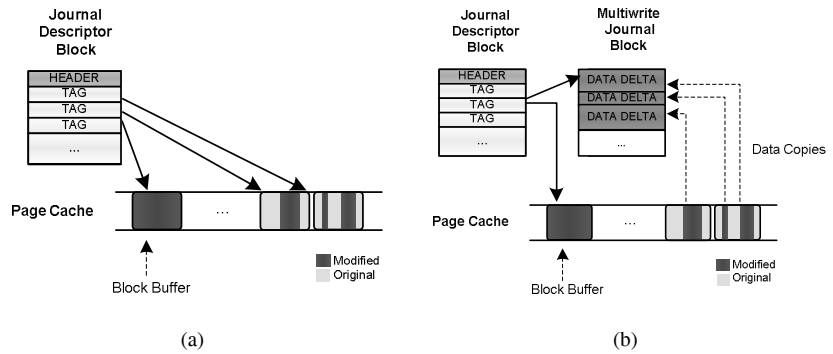 Journal
Descriptor
Block
HEADER
TAG
TAG
TAG
...
Page Cache
...
Modified
Original
Block Buffer
(a)
Journal
Descriptor
Block
HEADER
TAG
TAG
TAG
...
Multiwrite
Journal
Block
DATA DELTA
DATA DELTA
DATA DELTA
...
Data Copies
Page Cache
...
Modified
Original
Block Buffer
(b)